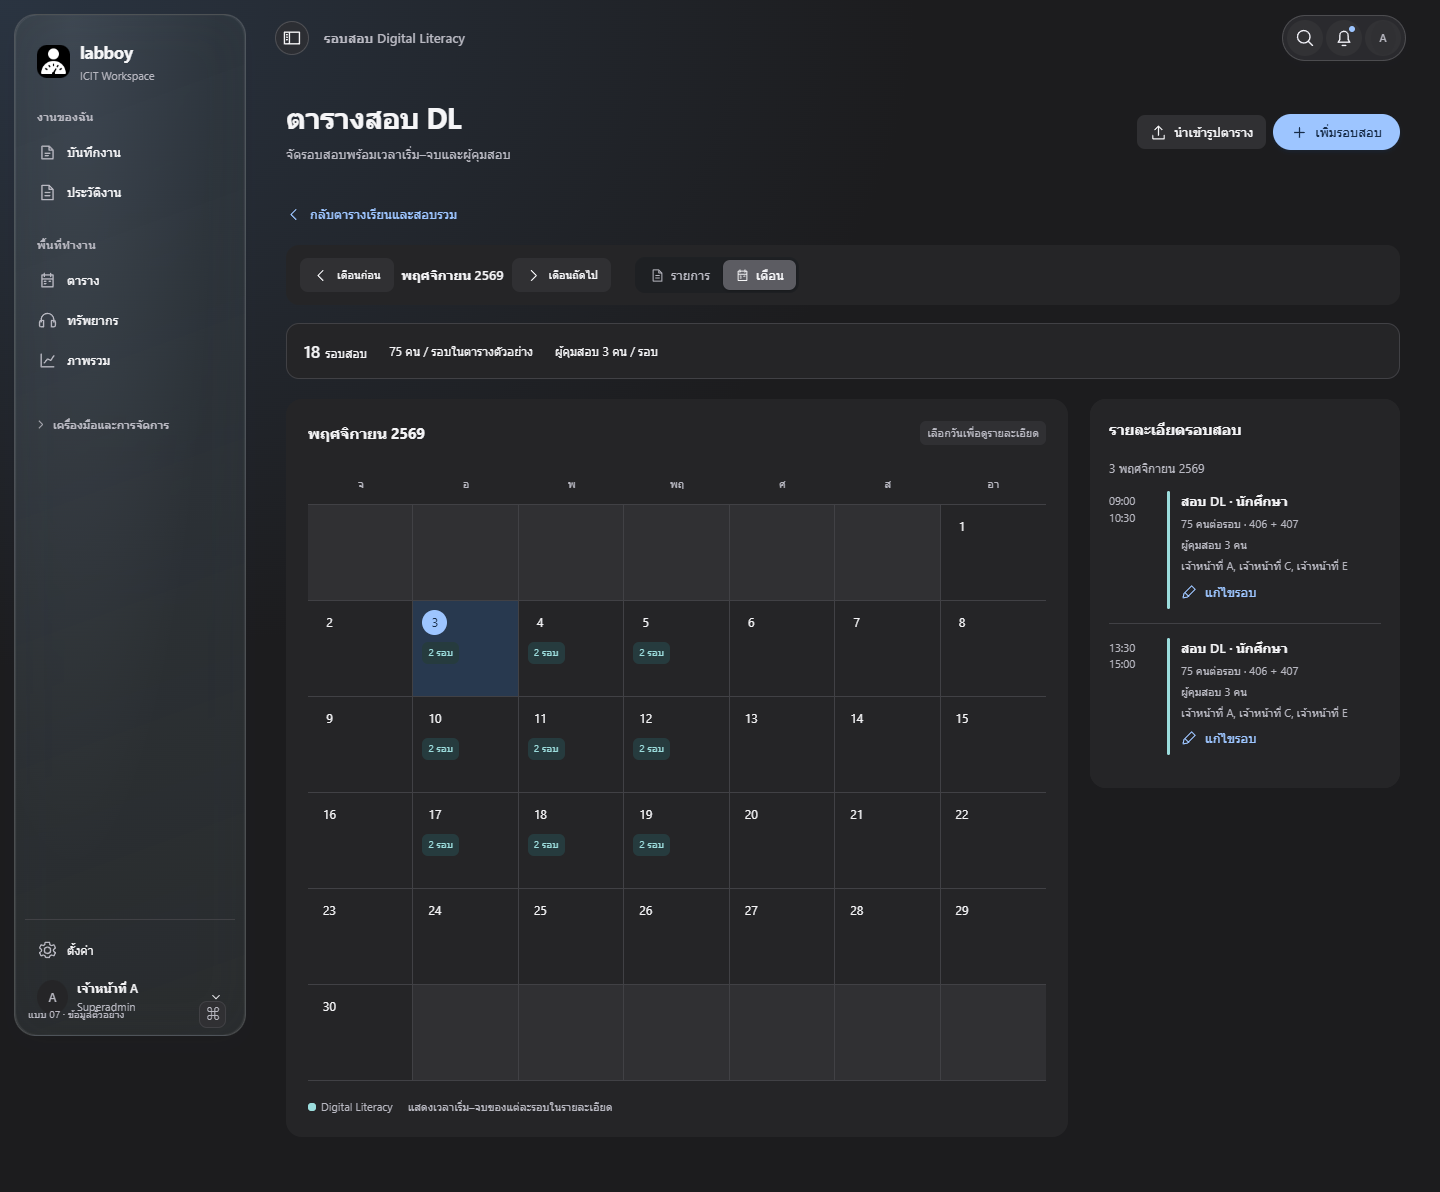 labboy
ICIT Workspace
งานของฉัน
บันทึกงาน
ประวัติงาน
พื้นที่ทำงาน
ตาราง
ทรัพยากร
ภาพรวม
เครื่องมือและการจัดการ
ตั้งค่า
A
เจ้าหน้าที่ A
Superadmin
แบบ 07 · ข้อมูลตัวอย่าง
รอบสอบ Digital Literacy
A
ตารางสอบ DL
จัดรอบสอบพร้อมเวลาเริ่ม–จบและผู้คุมสอบ
นำเข้ารูปตาราง
เพิ่มรอบสอบ
กลับตารางเรียนและสอบรวม
เดือนก่อน พฤศจิกายน 2569 เดือนถัดไป รายการ เดือน
18 รอบสอบ 75 คน / รอบในตารางตัวอย่าง ผู้คุมสอบ 3 คน / รอบ
พฤศจิกายน 2569 เลือกวันเพื่อดูรายละเอียด
จ อ พ พฤ ศ ส อา
1
2 3 4 5 6 7 8
2 รอบ 2 รอบ 2 รอบ
9 10 11 12 13 14 15
2 รอบ 2 รอบ 2 รอบ
16 17 18 19 20 21 22
2 รอบ 2 รอบ 2 รอบ
23 24 25 26 27 28 29
30
Digital Literacy แสดงเวลาเริ่ม–จบของแต่ละรอบในรายละเอียด
รายละเอียดรอบสอบ
3 พฤศจิกายน 2569
09:00
10:30
สอบ DL · นักศึกษา
75 คนต่อรอบ · 406 + 407
ผู้คุมสอบ 3 คน
เจ้าหน้าที่ A, เจ้าหน้าที่ C, เจ้าหน้าที่ E
แก้ไขรอบ
13:30
15:00
สอบ DL · นักศึกษา
75 คนต่อรอบ · 406 + 407
ผู้คุมสอบ 3 คน
เจ้าหน้าที่ A, เจ้าหน้าที่ C, เจ้าหน้าที่ E
แก้ไขรอบ